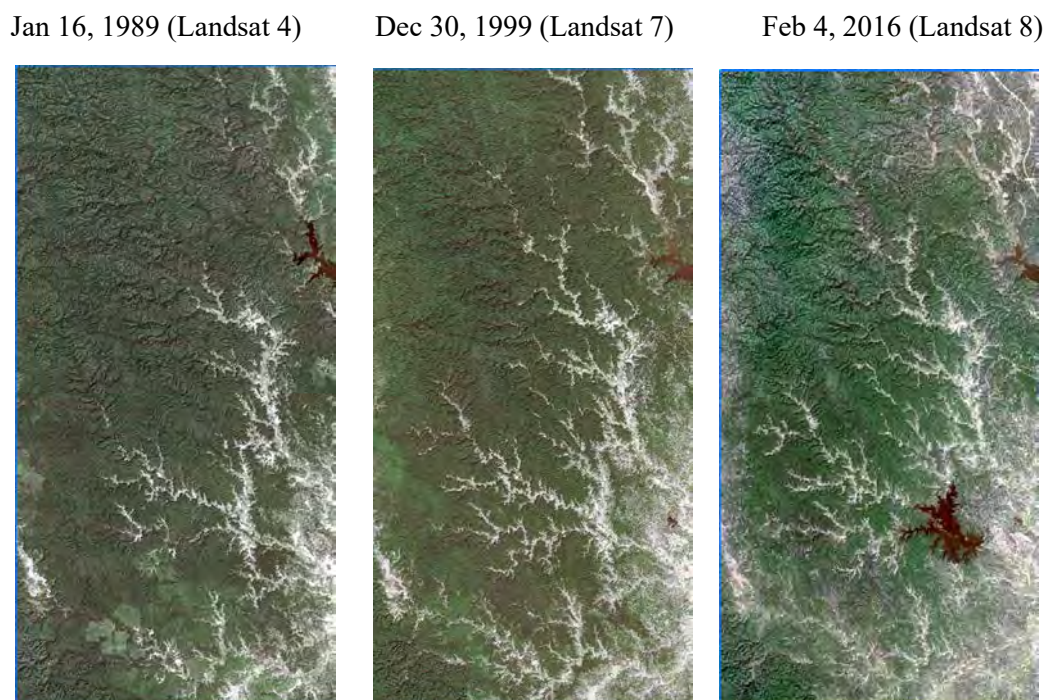 Jan 16, 1989 (Landsat 4) Dec 30, 1999 (Landsat 7) Feb 4, 2016 (Landsat 8)